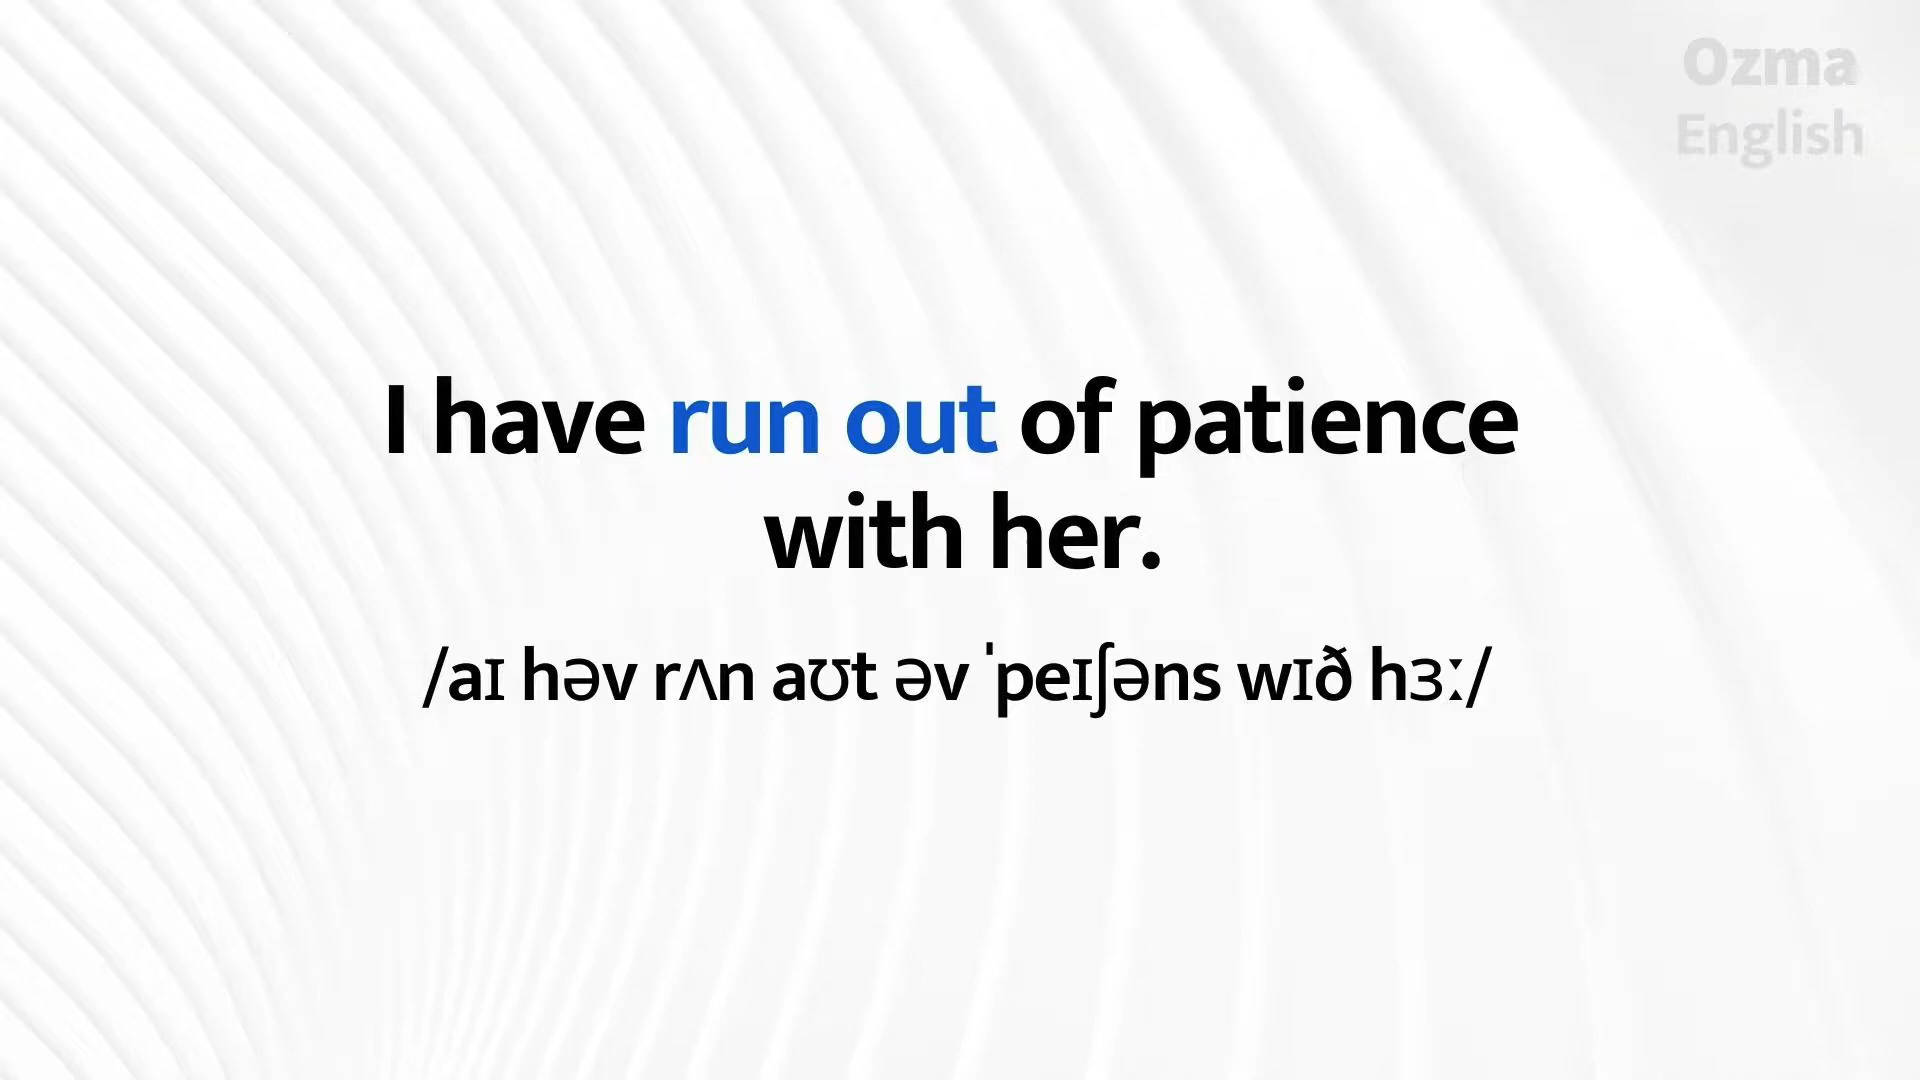 Ozma
English
I have run out of patience
with her.
/aɪ həv rʌn aʊt əv ˈpeɪʃəns wɪð hɜː/